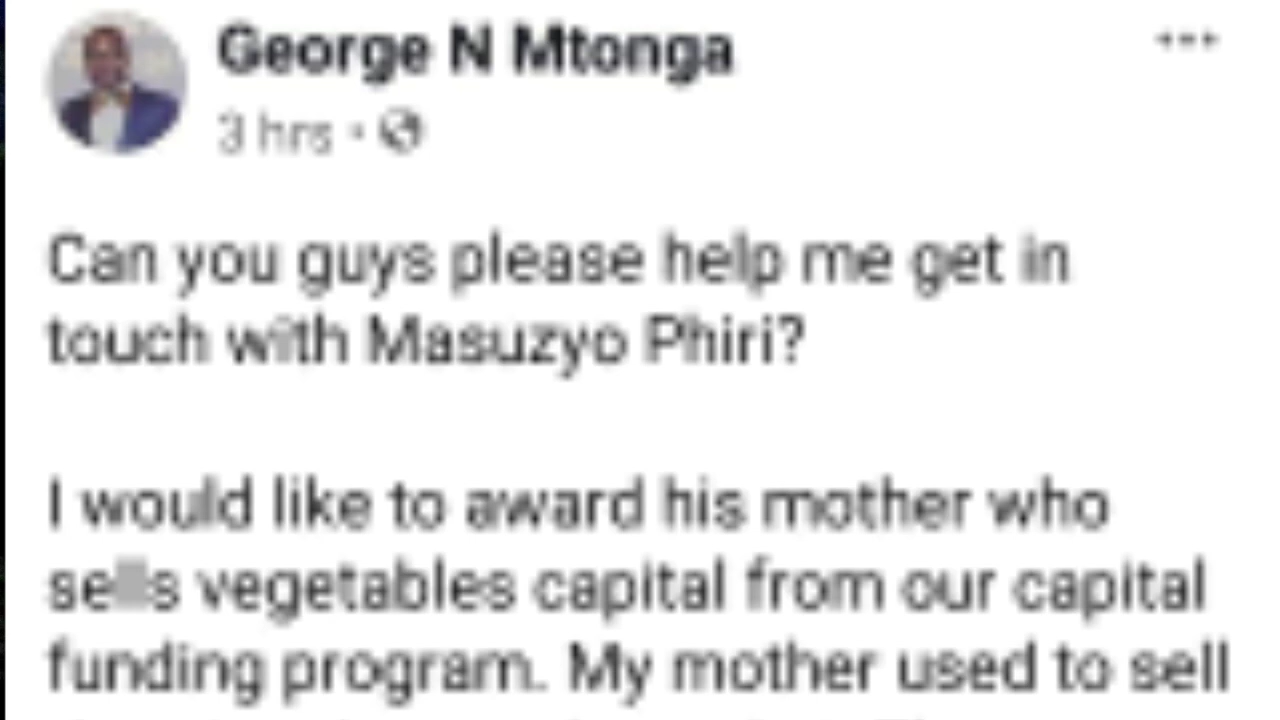 George N Mtonga
3 hrs ·
Can you guys please help me get in
touch with Masuzyo Phiri?
I would like to award his mother who
sells vegetables capital from our capital
funding program. My mother used to sell